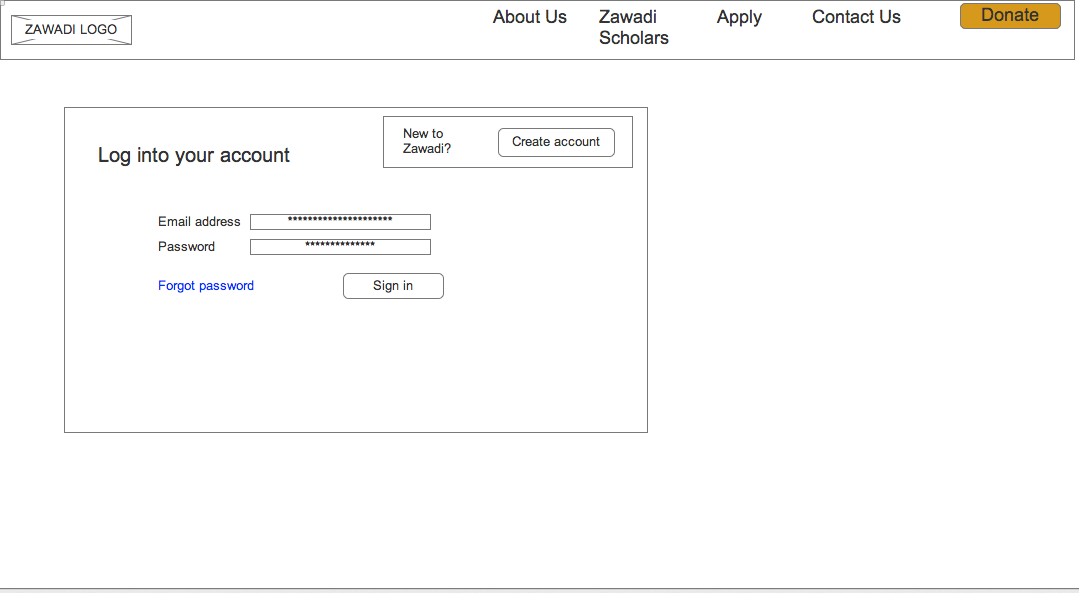 ZAWADI LOGO
About Us
Zawadi
Scholars
Apply
Contact Us
Donate
Log into your account
New to
Zawadi?
Create account
Email address
*********************
Password
**************
Forgot password
Sign in